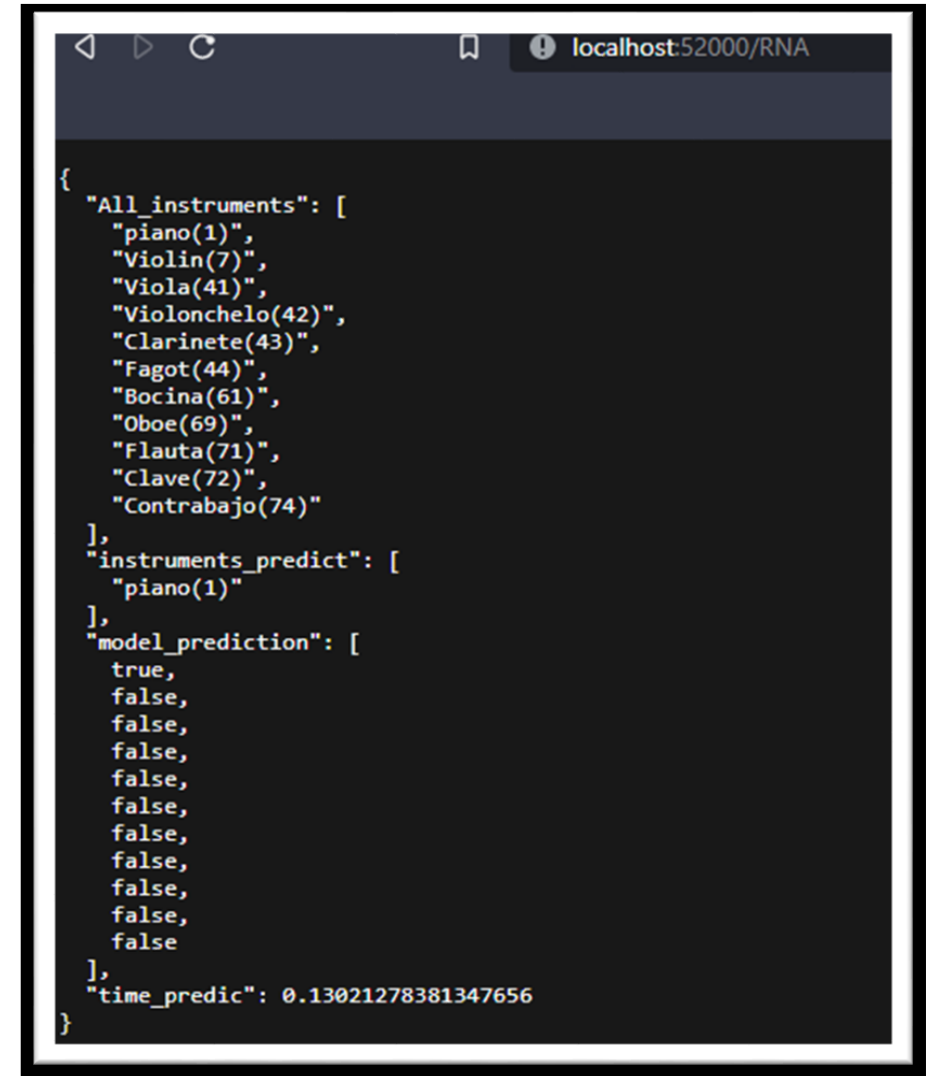 localhost:52000/RNA
{
"All_instruments": [
"piano(1)",
"Violin(7)",
"Viola(41)",
"Violonchelo(42)",
"Clarinete(43)",
"Fagot(44)",
"Bocina(61)",
"Oboe(69)",
"Flauta(71)",
"Clave(72)",
"Contrabajo(74)"
],
"instruments_predict": [
"piano(1)"
],
"model_prediction": [
true,
false,
false,
false,
false,
false,
false,
false,
false,
false,
false
],
"time_predic": 0.13021278381347656
}